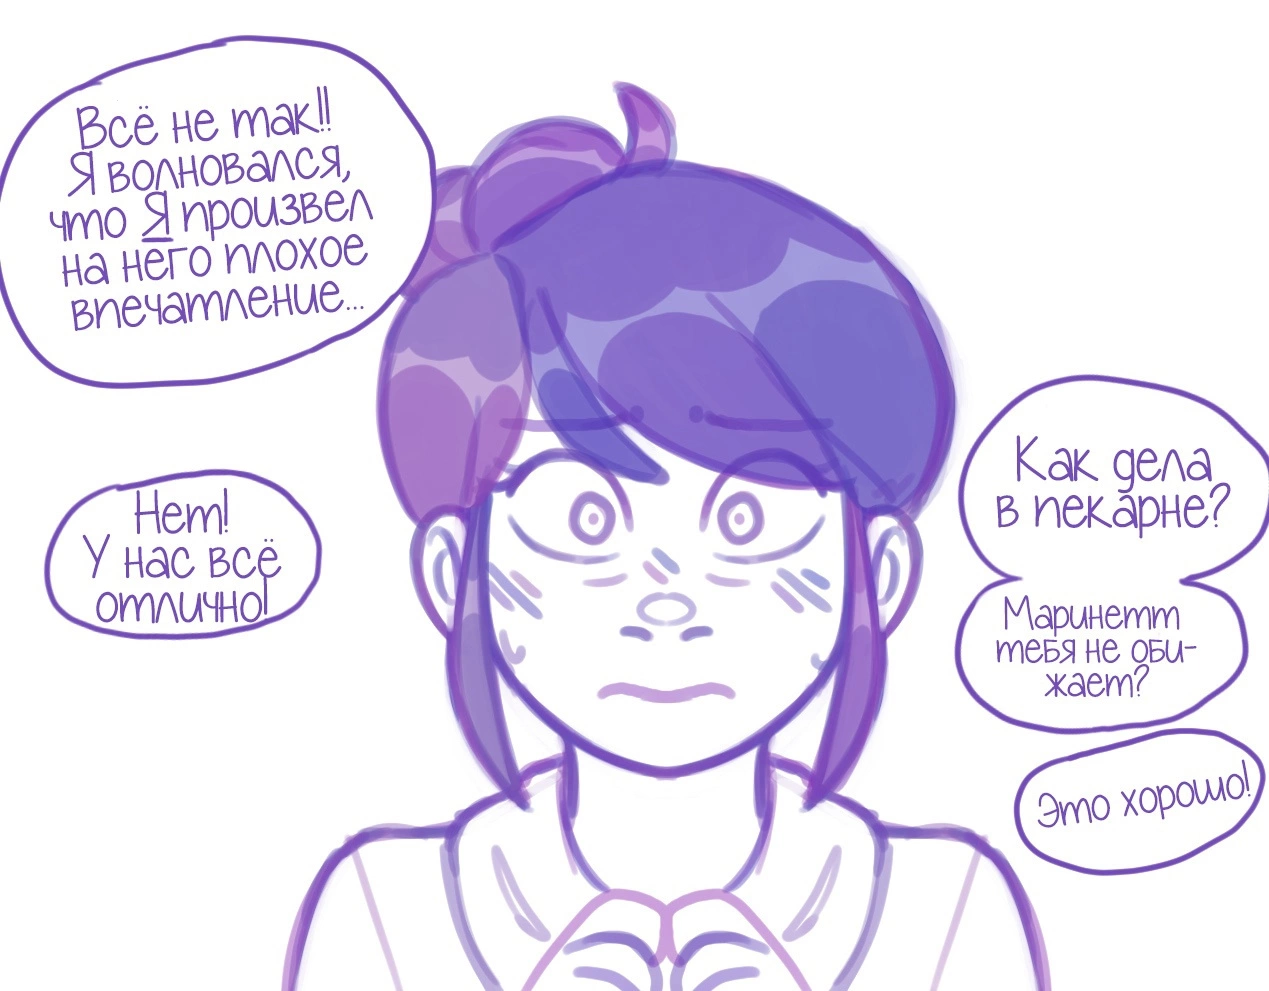 Всё не так!!
Я волновался,
что Я произвел
на него плохое
впечатление...
Как дела
в пекарне?
Маринетт
тебя не оби-
жает?
Нет!
У нас всё
отлично!
Это хорошо!